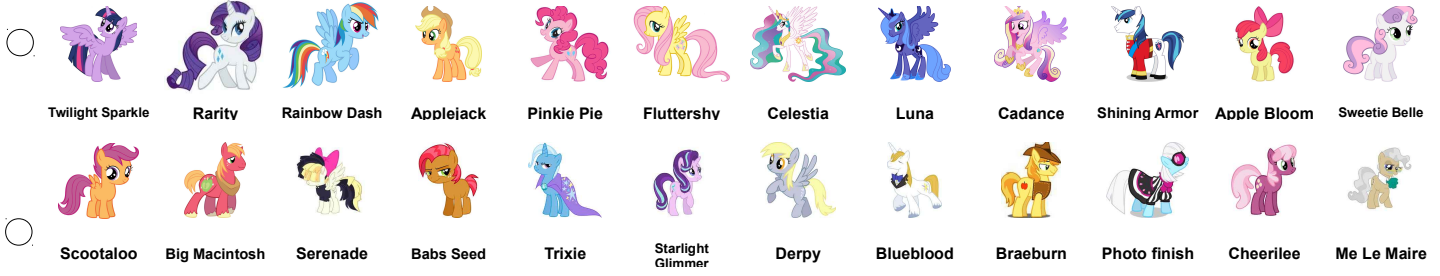 Twilight Sparkle Rarity Rainbow Dash Applejack Pinkie Pie Fluttershy Celestia Luna Cadance Shining Armor Apple Bloom Sweetie Belle
Scootaloo Big Macintosh Serenade Babs Seed Trixie Starlight Derpy Blueblood Braeburn Photo finish Cheerilee Me Le Maire
Glimmer